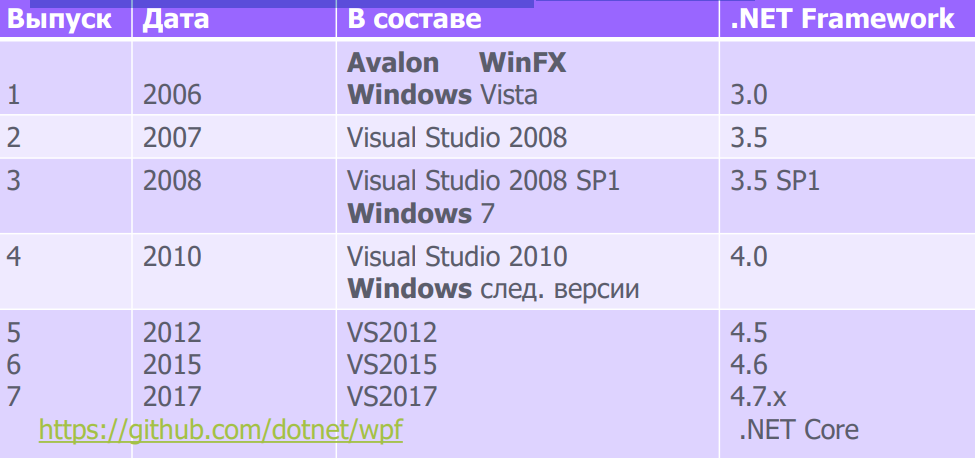 Выпуск Дата В составе .NET Framework
Avalon WinFX
1 2006 Windows Vista 3.0
2 2007 Visual Studio 2008 3.5
3 2008 Visual Studio 2008 SP1 3.5 SP1
Windows 7
4 2010 Visual Studio 2010 4.0
Windows след. версии
5 2012 VS2012 4.5
6 2015 VS2015 4.6
7 2017 VS2017 4.7.x
https://github.com/dotnet/wpf .NET Core